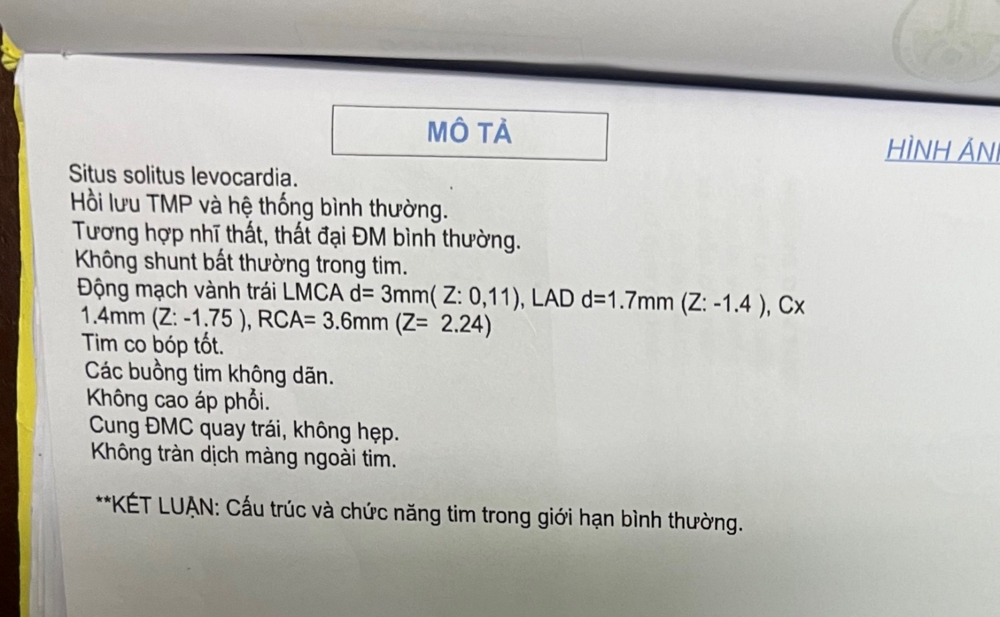 MÔ TẢ
HÌNH ẢN
Situs solitus levocardia.
Hồi lưu TMP và hệ thống bình thường.
Tương hợp nhĩ thất, thất đại ĐM bình thường.
Không shunt bất thường trong tim.
Động mạch vành trái LMCA d= 3mm( Z: 0,11), LAD d=1.7mm (Z: -1.4 ), Cx
1.4mm (Z: -1.75 ), RCA= 3.6mm (Z=  2.24)
Tim co bóp tốt.
Các buồng tim không dãn.
Không cao áp phổi.
Cung ĐMC quay trái, không hẹp.
Không tràn dịch màng ngoài tim.
**KẾT LUẬN: Cấu trúc và chức năng tim trong giới hạn bình thường.